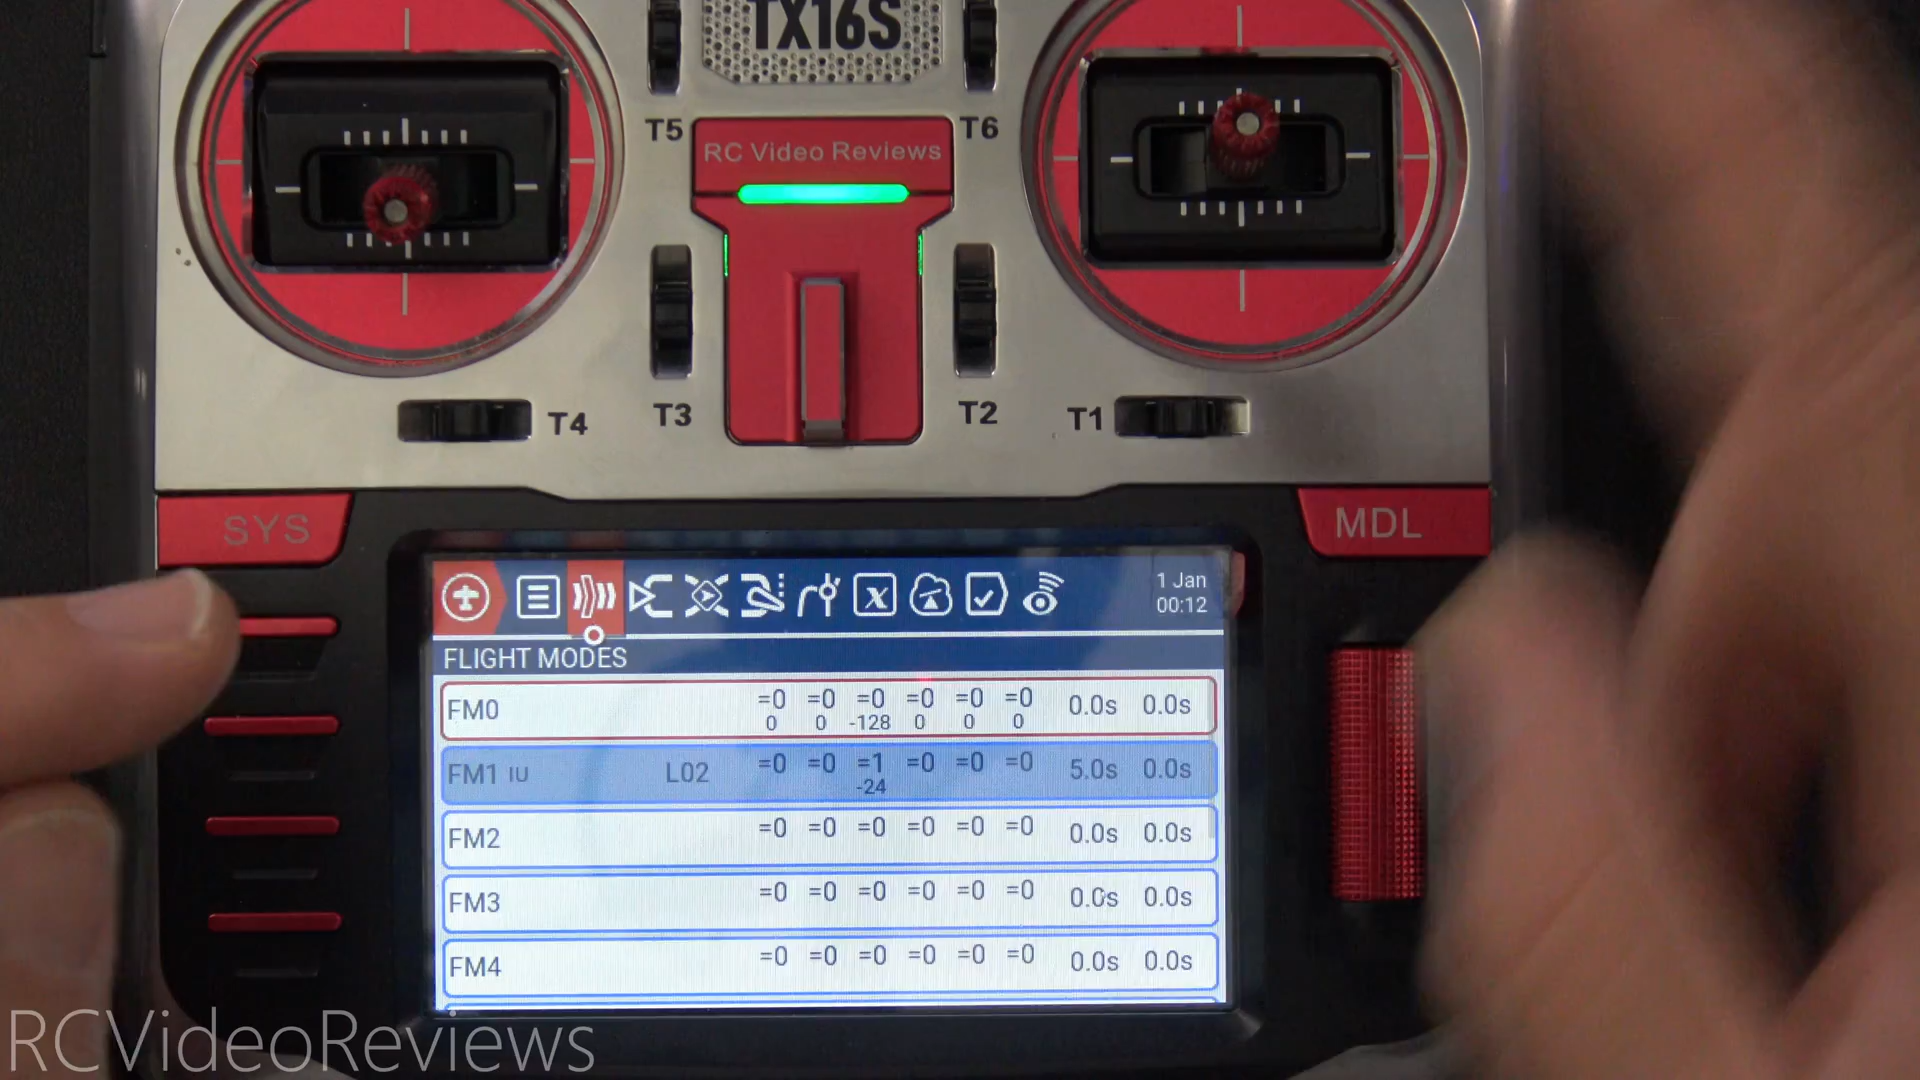 TX16S
T5
RC Video Reviews
T6
T4
T3
T2
T1
SYS
MDL
1 Jan
00:12
FLIGHT MODES
FM0 =0 =0 =0 =0 =0 =0 0.0s 0.0s
0 0 -128 0 0 0
FM1 IU L02 =0 =0 =1 =0 =0 =0 5.0s 0.0s
-24
FM2 =0 =0 =0 =0 =0 =0 0.0s 0.0s
FM3 =0 =0 =0 =0 =0 =0 0.0s 0.0s
FM4 =0 =0 =0 =0 =0 =0 0.0s 0.0s
RCVideoReviews